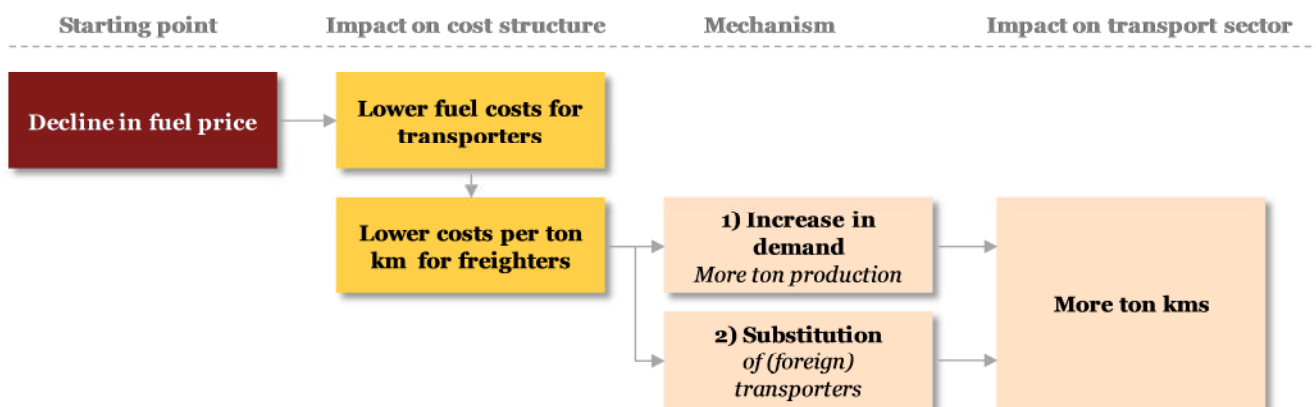 Starting point
Impact on cost structure
Mechanism
Impact on transport sector
Decline in fuel price
Lower fuel costs for
transporters
Lower costs per ton
km for freighters
1) Increase in
demand
More ton production
2) Substitution
of (foreign)
transporters
More ton kms